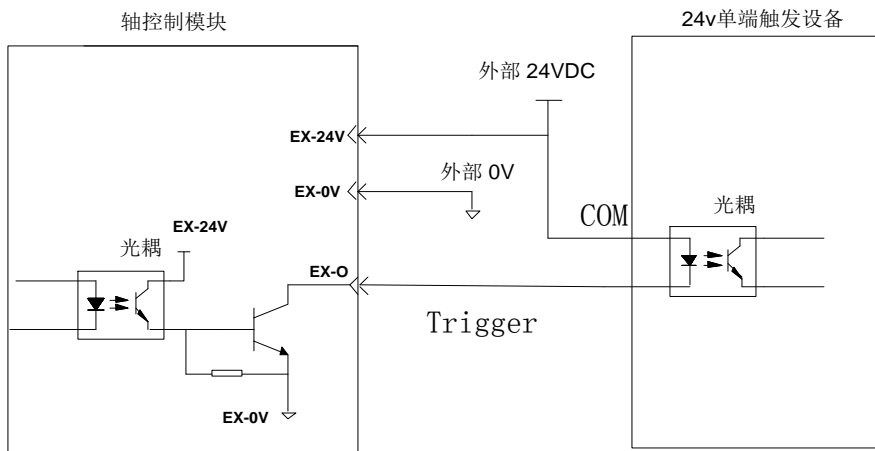 轴控制模块
24v单端触发设备
外部 24VDC
EX-24V
外部 0V
EX-0V
COM
光耦
EX-24V
光耦
EX-O
Trigger
EX-0V